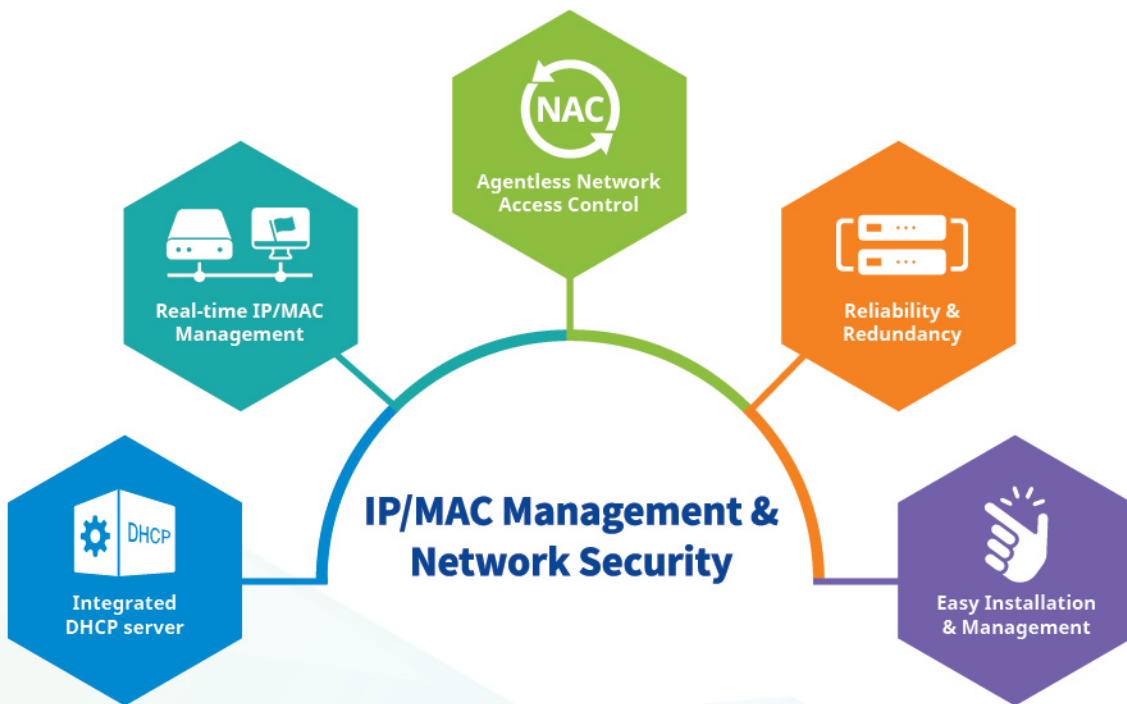 NAC
Agentless Network
Access Control
Real-time IP/MAC
Management
Reliability &
Redundancy
IP/MAC Management &
Network Security
DHCP
Integrated
DHCP server
Easy Installation
& Management